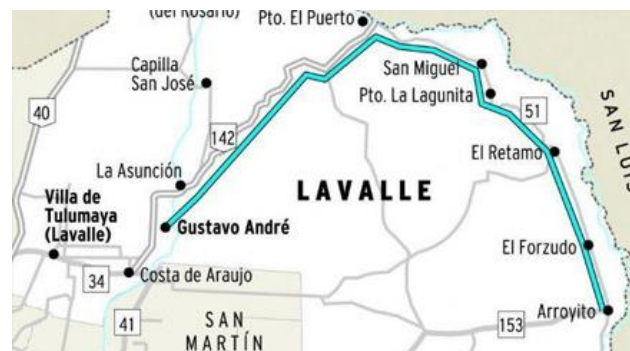 (del Rosario)
Pto. El Puerto
Capilla
San José
San Miguel
Pto. La Lagunita
40
142
51
SAN LUIS
El Retamo
La Asunción
LAVALLE
Villa de
Tulumaya
(Lavalle)
Gustavo André
El Forzudo
34
Costa de Araujo
Arroyito
41
SAN
MARTÍN
153